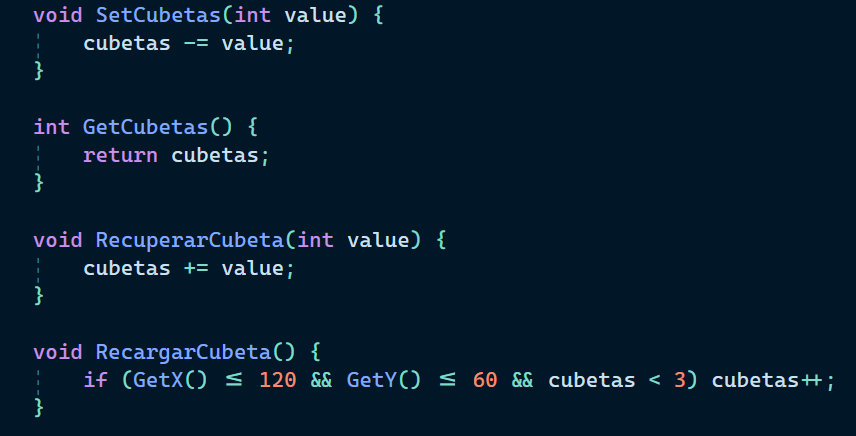 void SetCubetas(int value) {
    cubetas -= value;
}

int GetCubetas() {
    return cubetas;
}

void RecuperarCubeta(int value) {
    cubetas += value;
}

void RecargarCubeta() {
    if (GetX() ≤ 120 && GetY() ≤ 60 && cubetas < 3) cubetas++;
}